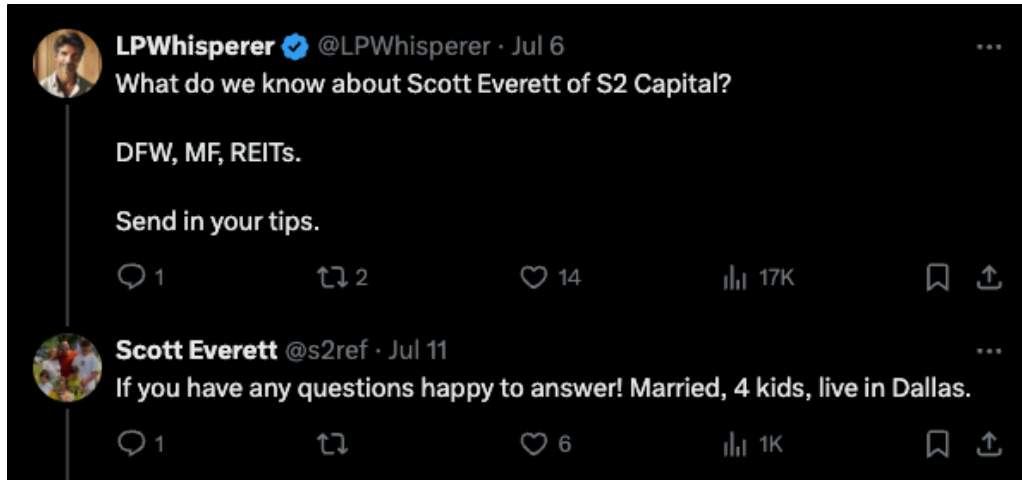 LPWhisperer @LPWhisperer · Jul 6
What do we know about Scott Everett of S2 Capital?
DFW, MF, REITs.
Send in your tips.
1 2 14 17K
Scott Everett @s2ref · Jul 11
If you have any questions happy to answer! Married, 4 kids, live in Dallas.
1 6 1K